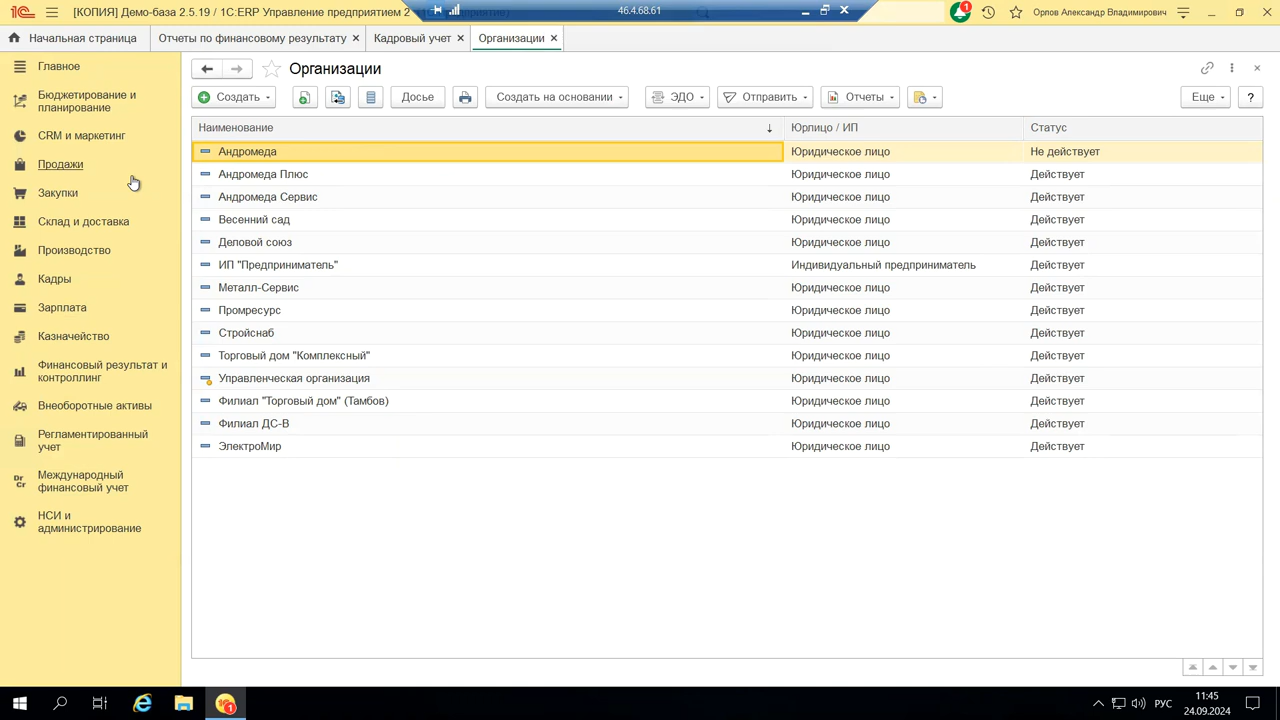 [КОПИЯ] Демо-база 2.5.19 / 1С:ERP Управление предприятием 2
46.4.68.61
1
Орлов Александр Владимирович
Начальная страница
Отчеты по финансовому результату
Кадровый учет
Организации
Главное
Бюджетирование и
планирование
CRM и маркетинг
Продажи
Закупки
Склад и доставка
Производство
Кадры
Зарплата
Казначейство
Финансовый результат и
контроллинг
Внеоборотные активы
Регламентированный
учет
Международный
финансовый учет
НСИ и
администрирование
Организации
Создать
Досье
Создать на основании
ЭДО
Отправить
Отчеты
Еще
?
Наименование ↓ Юрлицо / ИП Статус
Андромеда Юридическое лицо Не действует
Андромеда Плюс Юридическое лицо Действует
Андромеда Сервис Юридическое лицо Действует
Весенний сад Юридическое лицо Действует
Деловой союз Юридическое лицо Действует
ИП "Предприниматель" Индивидуальный предприниматель Действует
Металл-Сервис Юридическое лицо Действует
Промресурс Юридическое лицо Действует
Стройснаб Юридическое лицо Действует
Торговый дом "Комплексный" Юридическое лицо Действует
Управленческая организация Юридическое лицо Действует
Филиал "Торговый дом" (Тамбов) Юридическое лицо Действует
Филиал ДС-В Юридическое лицо Действует
ЭлектроМир Юридическое лицо Действует
РУС
11:45
24.09.2024